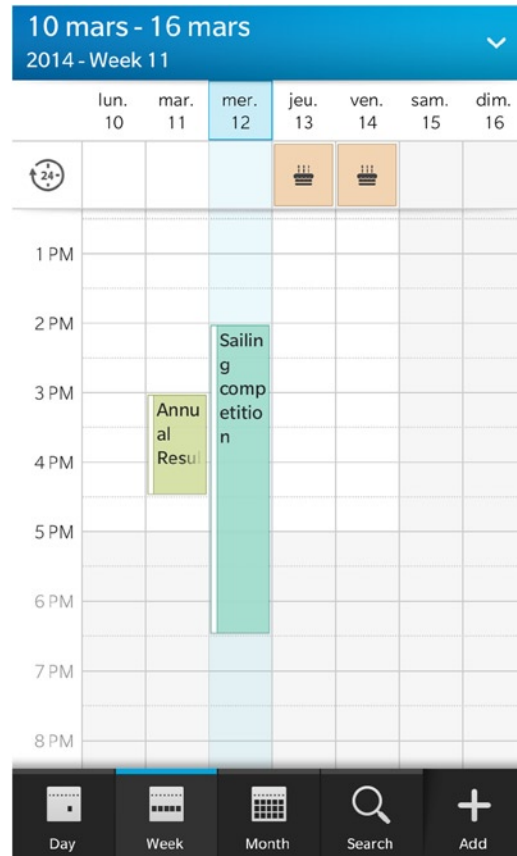 10 mars - 16 mars
2014 - Week 11
lun. mar. mer. jeu. ven. sam. dim.
10 11 12 13 14 15 16
24
1 PM
2 PM
Sailin
g
comp
etitio
n
3 PM
Annu
al
Resul
4 PM
5 PM
6 PM
7 PM
8 PM
Day Week Month Search Add